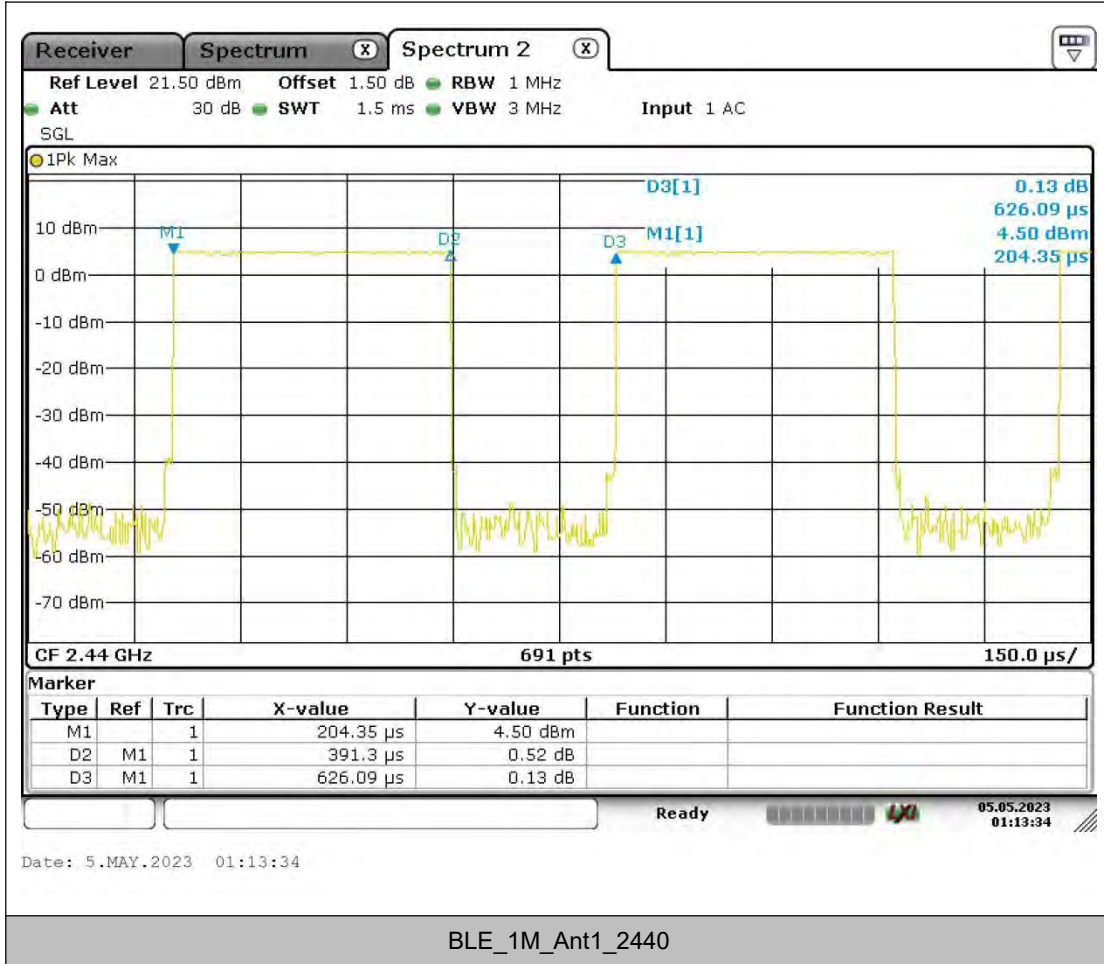 Receiver Spectrum X Spectrum 2 X
Ref Level 21.50 dBm Offset 1.50 dB RBW 1 MHz
Att 30 dB SWT 1.5 ms VBW 3 MHz Input 1 AC
SGL
1Pk Max
D3[1] 0.13 dB
626.09 µs
10 dBm M1 D2 D3 M1[1] 4.50 dBm
204.35 µs
0 dBm
-10 dBm
-20 dBm
-30 dBm
-40 dBm
-50 dBm
-60 dBm
-70 dBm
CF 2.44 GHz 691 pts 150.0 µs/
Marker
Type Ref Trc X-value Y-value Function Function Result
M1 1 204.35 µs 4.50 dBm
D2 M1 1 391.3 µs 0.52 dB
D3 M1 1 626.09 µs 0.13 dB
Ready LXI 05.05.2023
01:13:34
Date: 5.MAY.2023 01:13:34
BLE_1M_Ant1_2440